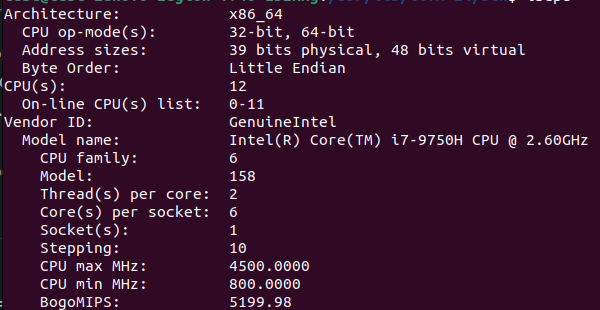 Architecture: x86_64
CPU op-mode(s): 32-bit, 64-bit
Address sizes: 39 bits physical, 48 bits virtual
Byte Order: Little Endian
CPU(s): 12
On-line CPU(s) list: 0-11
Vendor ID: GenuineIntel
Model name: Intel(R) Core(TM) i7-9750H CPU @ 2.60GHz
CPU family: 6
Model: 158
Thread(s) per core: 2
Core(s) per socket: 6
Socket(s): 1
Stepping: 10
CPU max MHz: 4500.0000
CPU min MHz: 800.0000
BogoMIPS: 5199.98